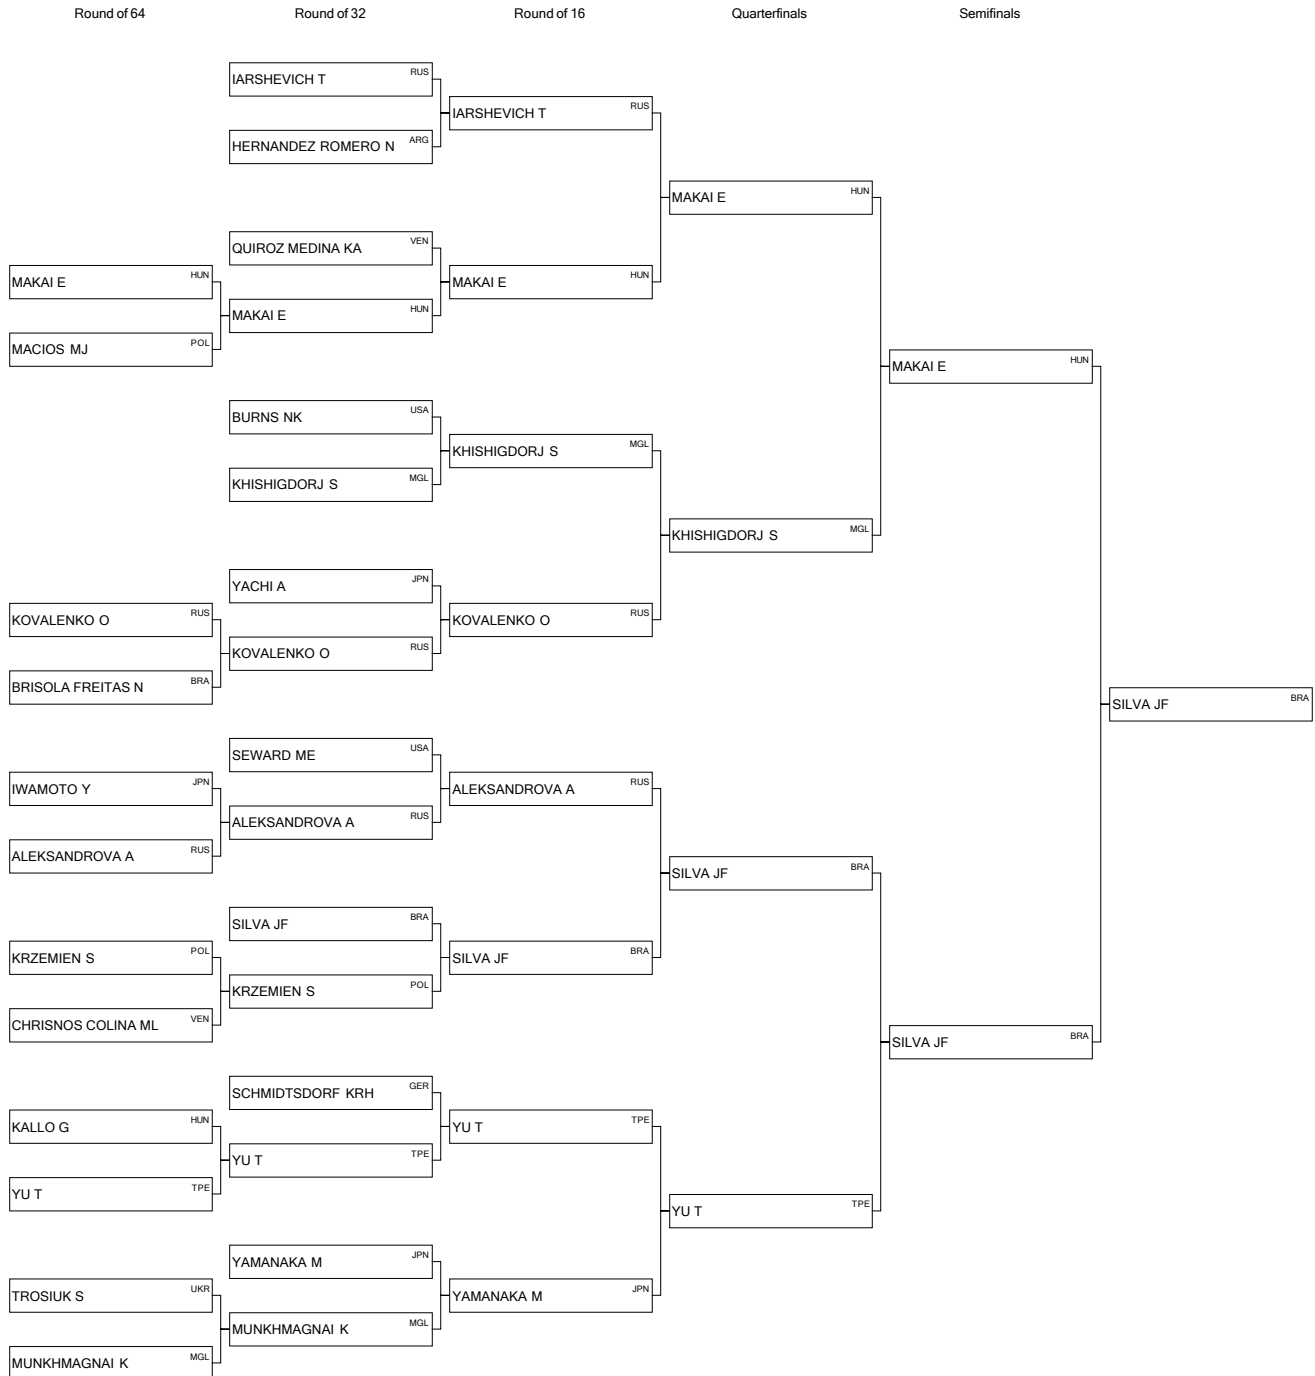 Round of 64 Round of 32 Round of 16 Quarterfinals Semifinals
IARSHEVICH T RUS
IARSHEVICH T RUS
HERNANDEZ ROMERO N ARG
MAKAI E HUN
QUIROZ MEDINA KA VEN
MAKAI E HUN
MAKAI E HUN
MAKAI E HUN
MACIOS MJ POL
MAKAI E HUN
BURNS NK USA
KHISHIGDORJ S MGL
KHISHIGDORJ S MGL
KHISHIGDORJ S MGL
YACHI A JPN
KOVALENKO O RUS
KOVALENKO O RUS
KOVALENKO O RUS
BRISOLA FREITAS N BRA
SILVA JF BRA
SEWARD ME USA
IWAMOTO Y JPN
ALEKSANDROVA A RUS
ALEKSANDROVA A RUS
ALEKSANDROVA A RUS
SILVA JF BRA
SILVA JF BRA
KRZEMIEN S POL
SILVA JF BRA
KRZEMIEN S POL
CHRISNOS COLINA ML VEN
SILVA JF BRA
SCHMIDTSDORF KRH GER
KALLO G HUN
YU T TPE
YU T TPE
YU T TPE
YU T TPE
YAMANAKA M JPN
TROSIUK S UKR
YAMANAKA M JPN
MUNKHMAGNAI K MGL
MUNKHMAGNAI K MGL